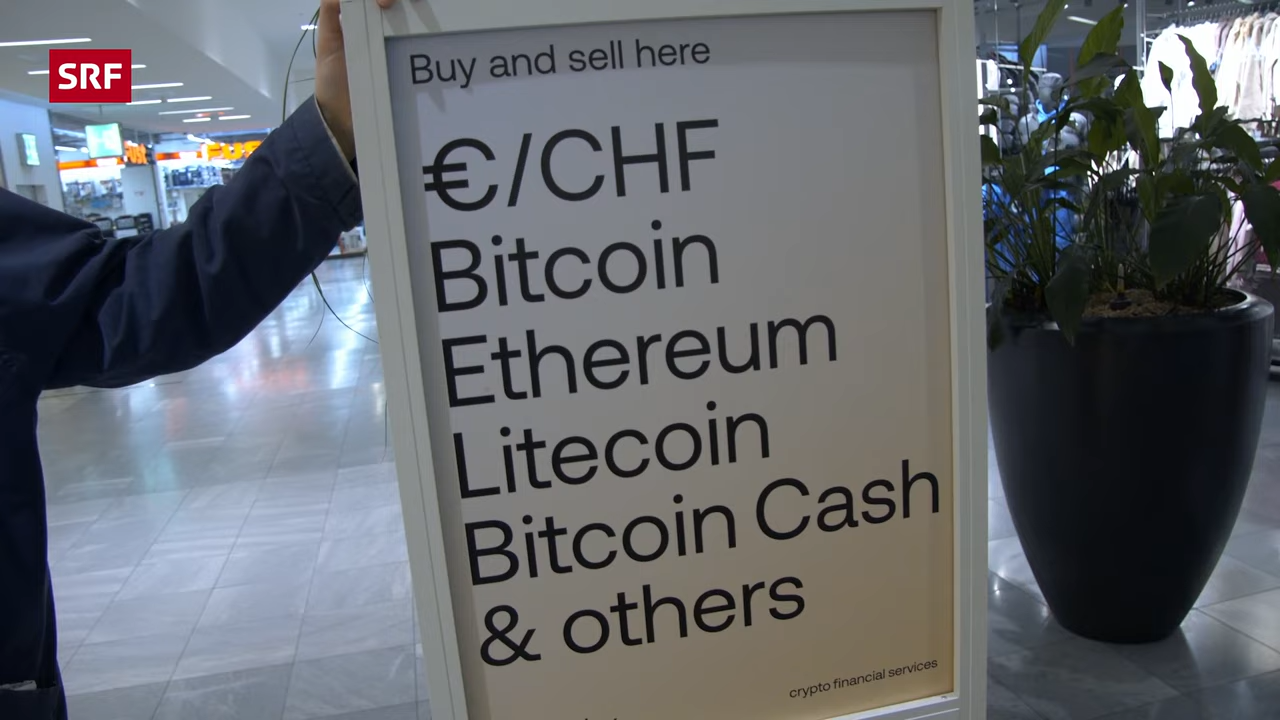 SRF
Buy and sell here
€/CHF
Bitcoin
Ethereum
Litecoin
Bitcoin Cash
& others
crypto financial services